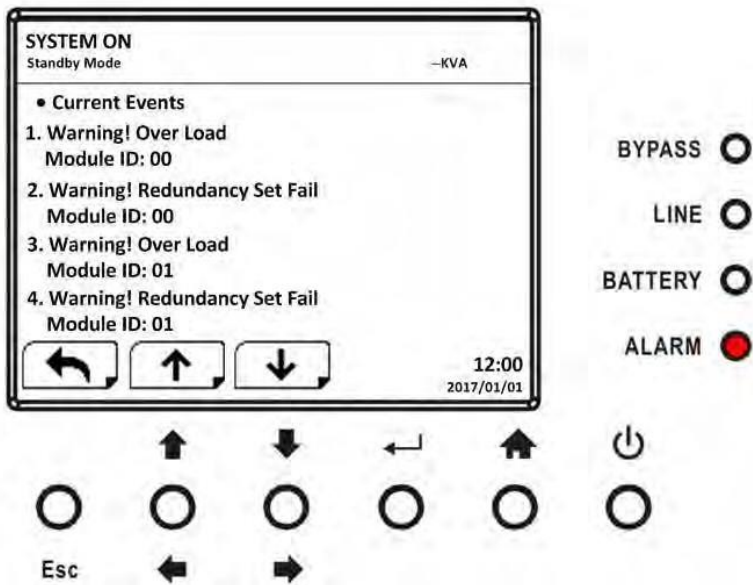 SYSTEM ON
Standby Mode
--KVA
• Current Events
1. Warning! Over Load
Module ID: 00
2. Warning! Redundancy Set Fail
Module ID: 00
3. Warning! Over Load
Module ID: 01
4. Warning! Redundancy Set Fail
Module ID: 01
12:00
2017/01/01
BYPASS
LINE
BATTERY
ALARM
Esc